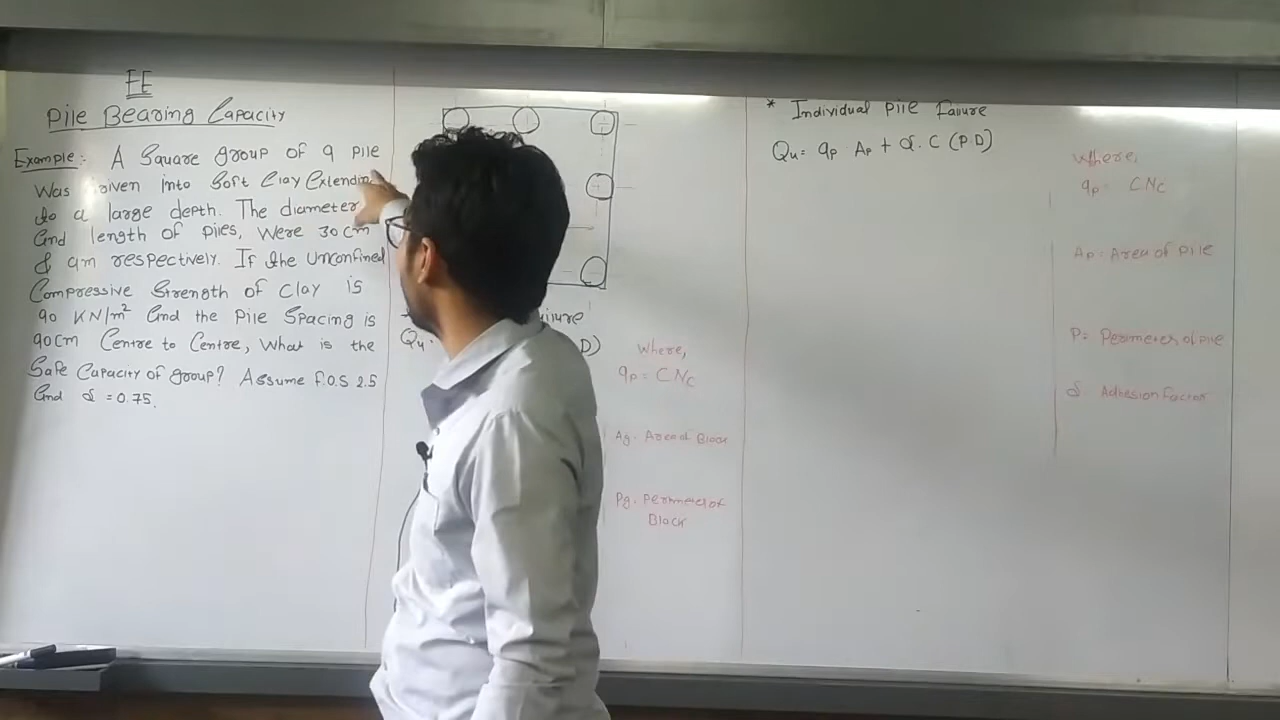 FE
Pile Bearing Capacity
Example: A Square group of 9 pile
Was into Soft Clay Extending
to a large depth. The diameter
and length of piles, Were 30cm
& 9m respectively. If the Unconfined
Compressive Strength of Clay is
90 KN/m² and the Pile Spacing is
90cm Centre to Centre, What is the
Safe Capacity of group? Assume F.O.S 2.5
and α = 0.75.
Qu
D)
Where,
qp = CNc
Ag. Area of Block
Pg. Perimeter of
Block
* Individual Pile Failure
Qu = qp. Ap + α. C (PD)
Where,
qp = CNc
Ap = Area of Pile
P = Perimeter of Pile
α Adhesion Factor